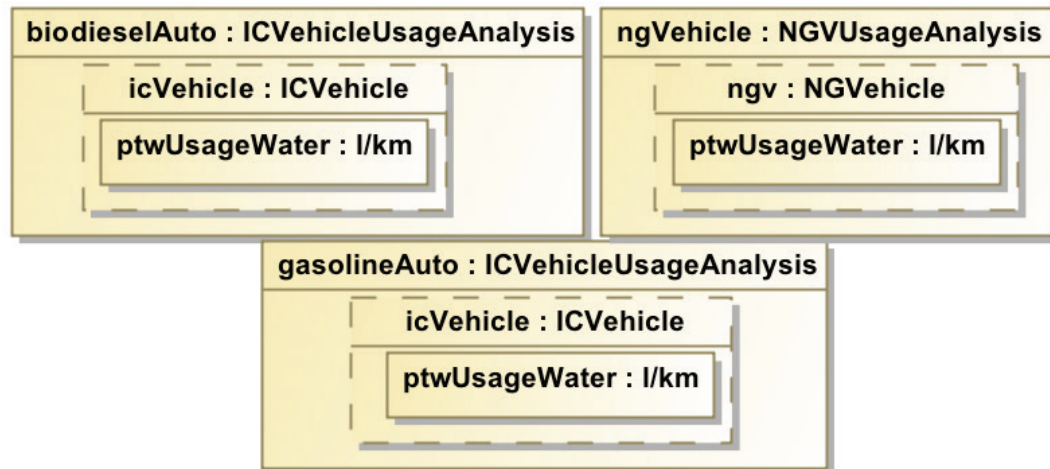 biodieselAuto : ICVehicleUsageAnalysis
icVehicle : ICVehicle
ptwUsageWater : l/km
ngVehicle : NGVUsageAnalysis
ngv : NGVehicle
ptwUsageWater : l/km
gasolineAuto : ICVehicleUsageAnalysis
icVehicle : ICVehicle
ptwUsageWater : l/km